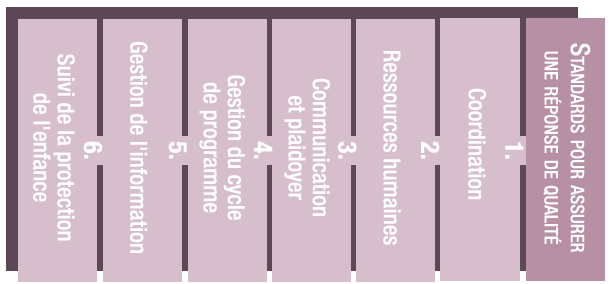 STANDARDS POUR ASSURER
UNE RÉPONSE DE QUALITÉ
1.
Coordination
2.
Ressources humaines
3.
Communication
et plaidoyer
4.
Gestion du cycle
de programme
5.
Gestion de l'information
6.
Suivi de la protection
de l'enfance